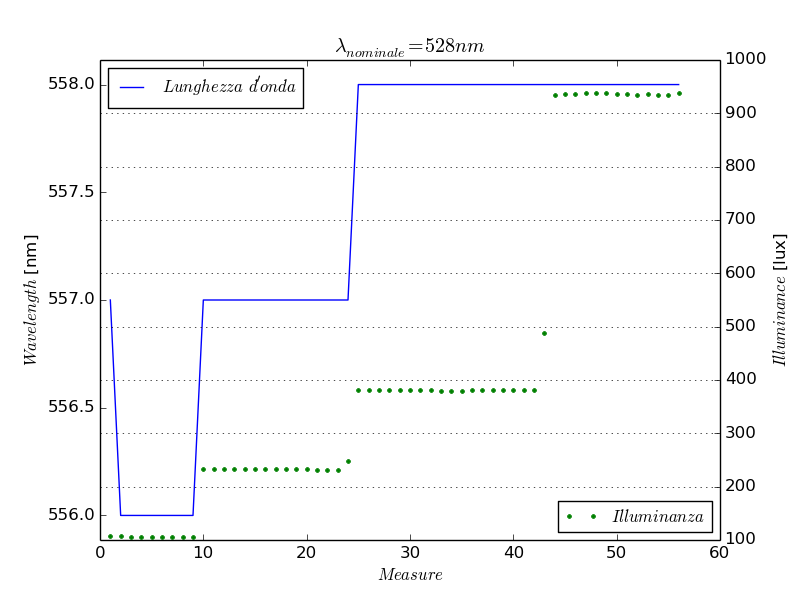 λnominale = 528nm
Lunghezza d'onda
558.0
557.5
557.0
556.5
556.0
Wavelength [nm]
1000
900
800
700
600
500
400
300
200
100
Illuminance [lux]
Illuminanza
0 10 20 30 40 50 60
Measure